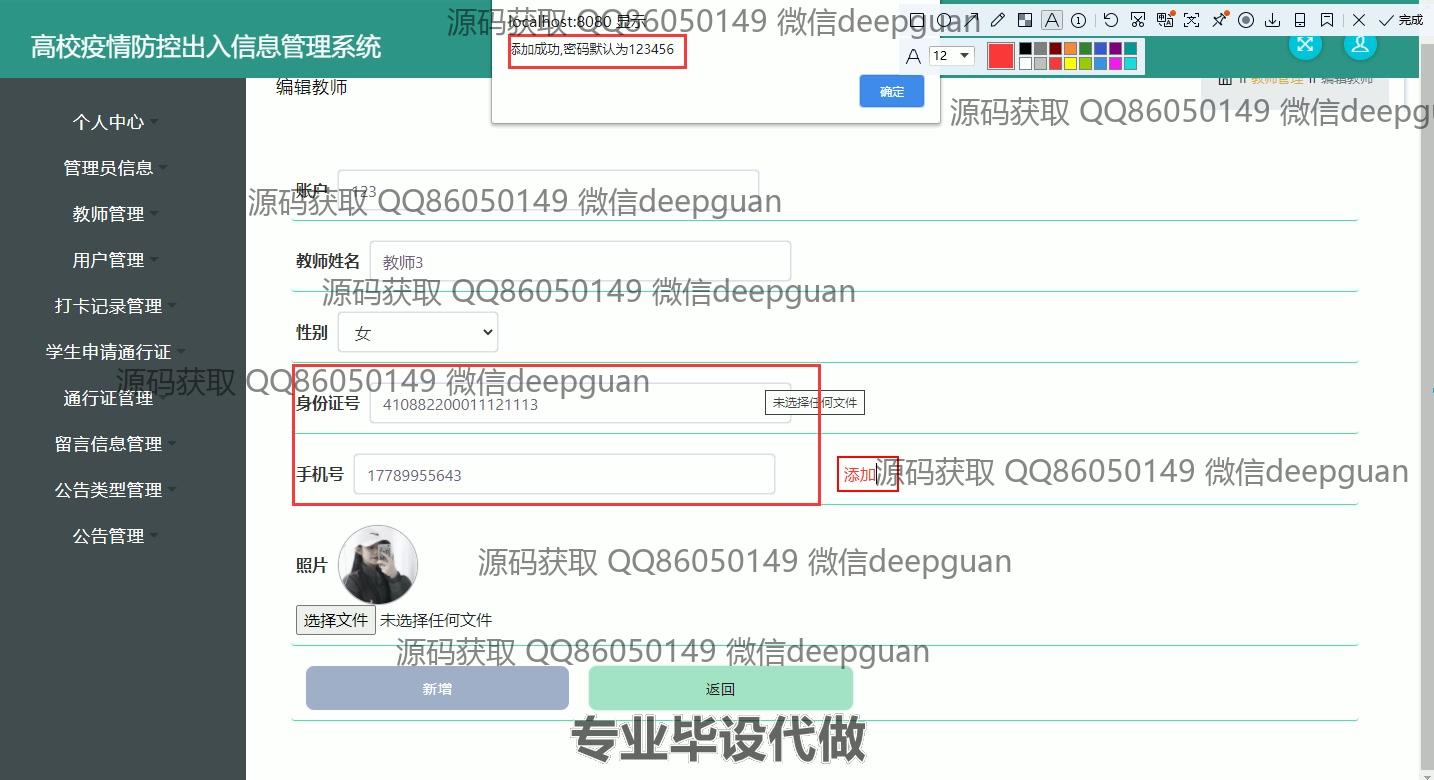 localhost:8080 显示
源码获取 QQ86050149 微信deepguan
添加成功,密码默认为123456
确定
A
12
完成
高校疫情防控出入信息管理系统
编辑教师
教师管理
编辑教师
源码获取 QQ86050149 微信deepg
个人中心
管理员信息
教师管理
用户管理
打卡记录管理
学生申请通行证
通行证管理
留言信息管理
公告类型管理
公告管理
账户
123
源码获取 QQ86050149 微信deepguan
教师姓名
教师3
源码获取 QQ86050149 微信deepguan
性别
女
源码获取 QQ86050149 微信deepguan
身份证号
410882200011121113
未选择任何文件
手机号
17789955643
添加
源码获取 QQ86050149 微信deepguan
照片
源码获取 QQ86050149 微信deepguan
选择文件 未选择任何文件
源码获取 QQ86050149 微信deepguan
新增
返回
专业毕设代做